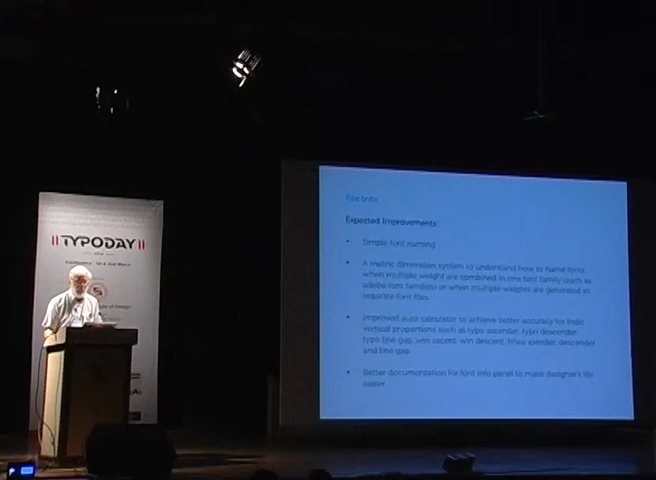 TYPODAY
File Info
Expected Improvements:
• Simple font naming
• A metric dimension system to understand how to name fonts
when multiple weight are combined in one font family (such as
adobe font families) or when multiple weights are generated in
separate font files.
• Improved auto calculator to achieve better accuracy for Indic
vertical proportions such as typo ascender, typo descender,
typo line gap, win ascent, win descent, hhea asender, descender
and line gap.
• Better documentation for font info panel to make designer's life
easier